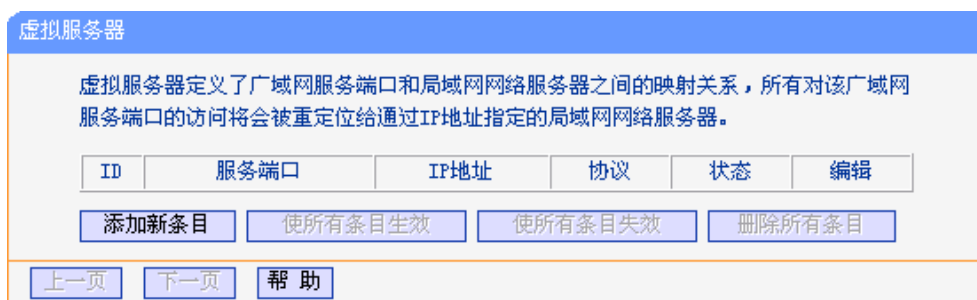 虚拟服务器
虚拟服务器定义了广域网服务端口和局域网网络服务器之间的映射关系，所有对该广域网
服务端口的访问将会被重定位给通过IP地址指定的局域网网络服务器。
ID 服务端口 IP地址 协议 状态 编辑
添加新条目 使所有条目生效 使所有条目失效 删除所有条目
上一页 下一页 帮 助